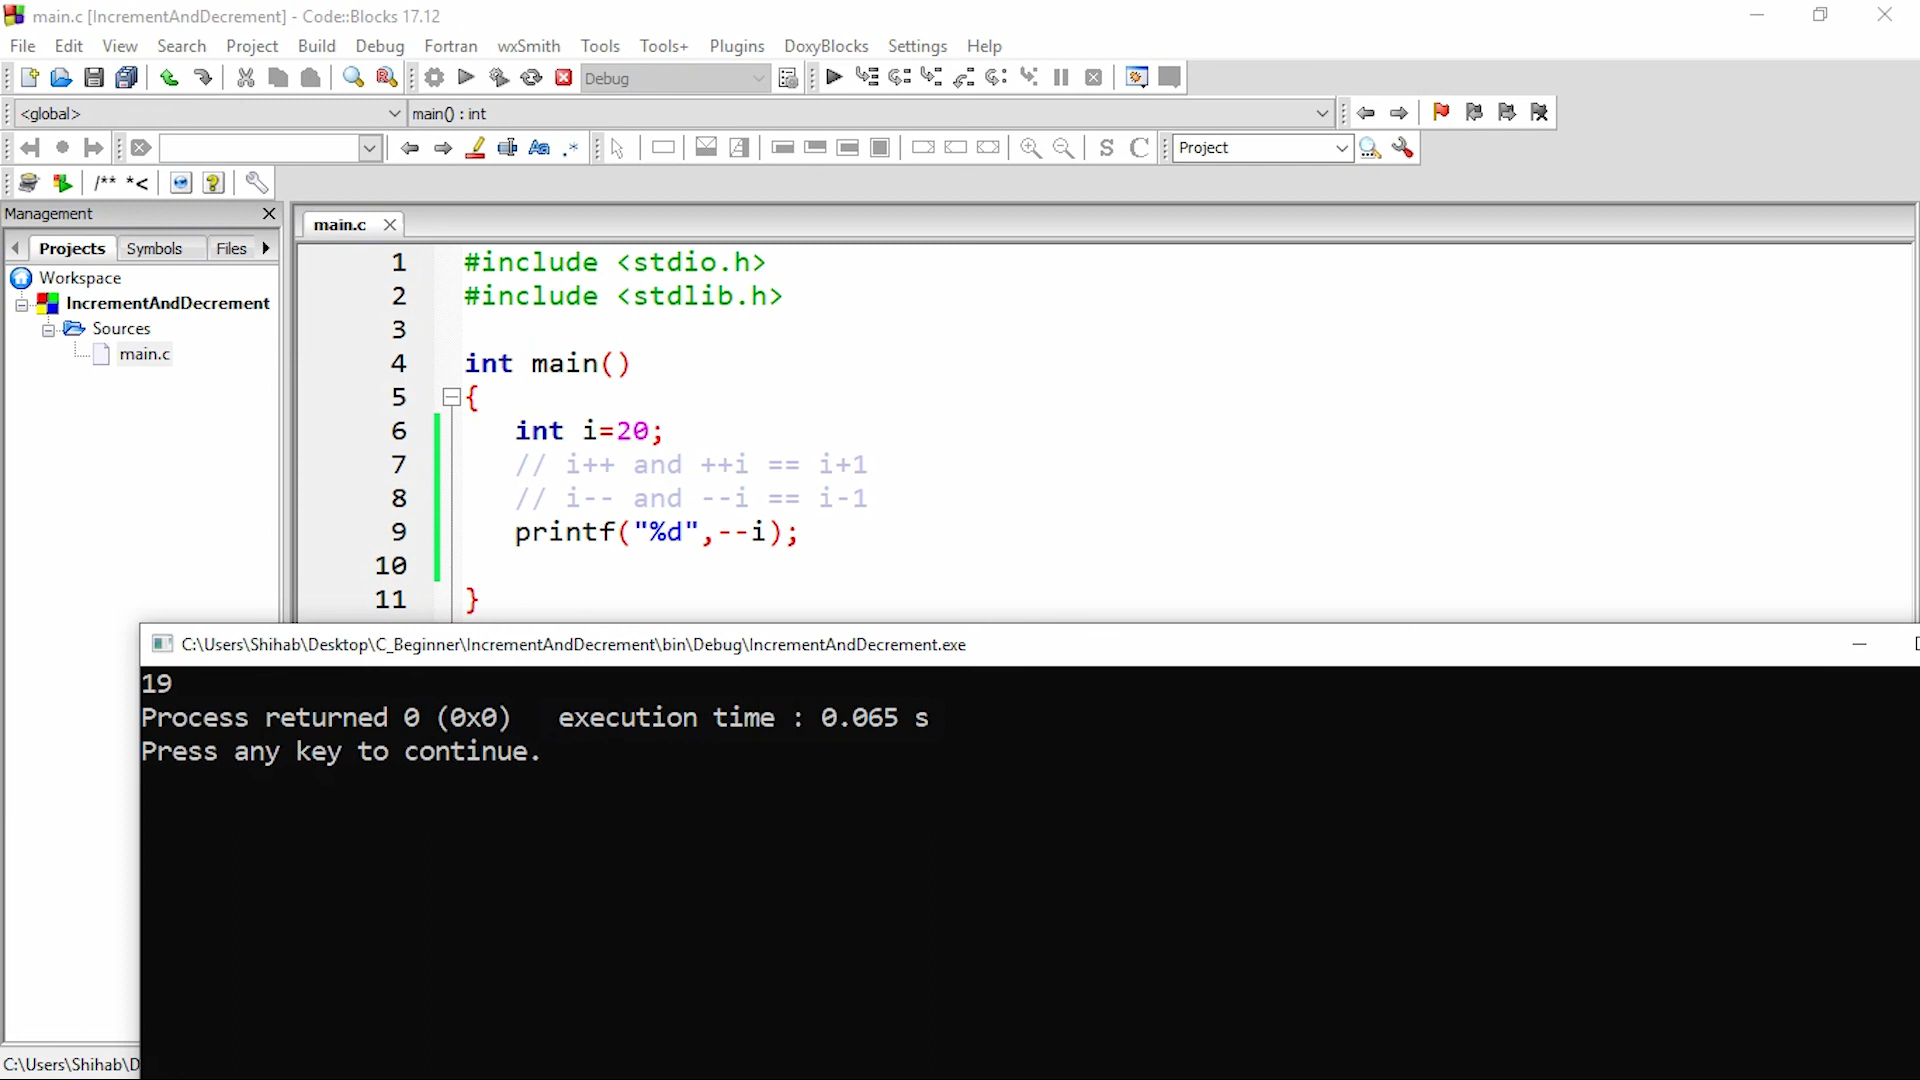 main.c [IncrementAndDecrement] - Code::Blocks 17.12
File Edit View Search Project Build Debug Fortran wxSmith Tools Tools+ Plugins DoxyBlocks Settings Help
Debug
<global> main() : int
Project
/** *<
Management
Projects Symbols Files
main.c
Workspace
IncrementAndDecrement
Sources
main.c
1 #include <stdio.h>
2 #include <stdlib.h>
3
4 int main()
5 {
6 int i=20;
7 // i++ and ++i == i+1
8 // i-- and --i == i-1
9 printf("%d",--i);
10
11 }
C:\Users\Shihab\Desktop\C_Beginner\IncrementAndDecrement\bin\Debug\IncrementAndDecrement.exe
19
Process returned 0 (0x0) execution time : 0.065 s
Press any key to continue.
C:\Users\Shihab\D